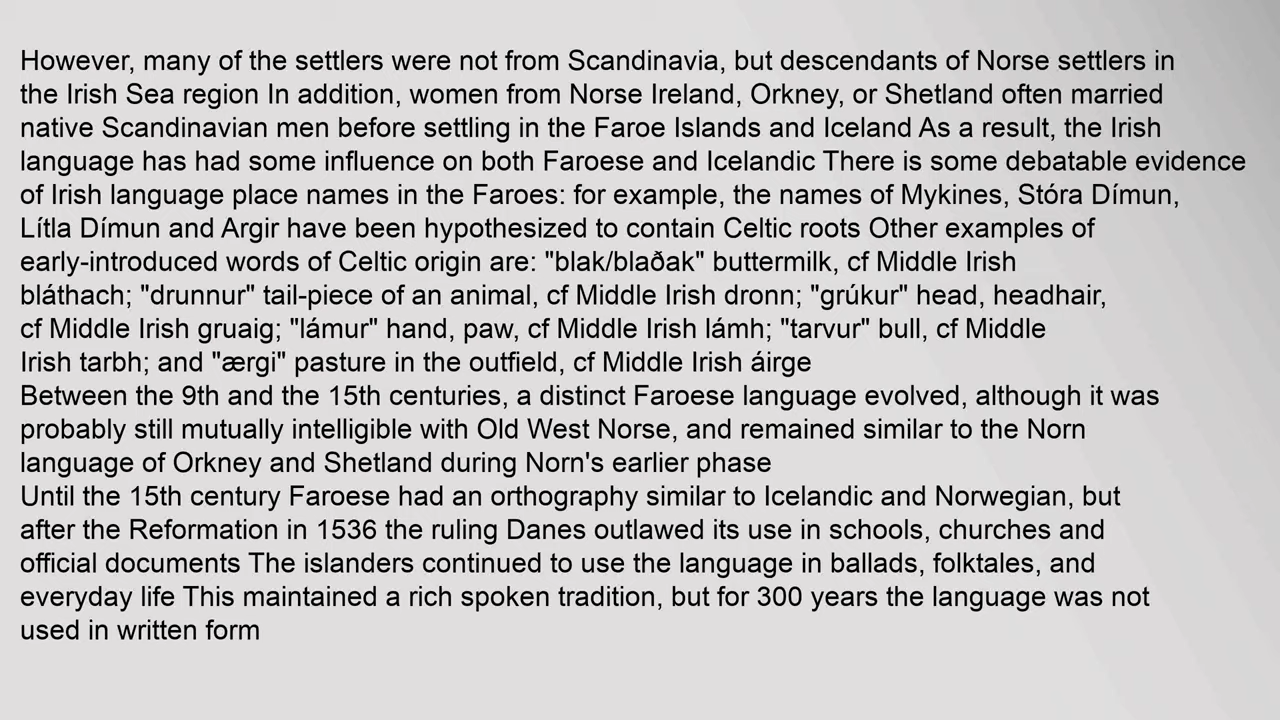 However, many of the settlers were not from Scandinavia, but descendants of Norse settlers in
the Irish Sea region In addition, women from Norse Ireland, Orkney, or Shetland often married
native Scandinavian men before settling in the Faroe Islands and Iceland As a result, the Irish
language has had some influence on both Faroese and Icelandic There is some debatable evidence
of Irish language place names in the Faroes: for example, the names of Mykines, Stóra Dímun,
Lítla Dímun and Argir have been hypothesized to contain Celtic roots Other examples of
early-introduced words of Celtic origin are: "blak/blaðak" buttermilk, cf Middle Irish
bláthach; "drunnur" tail-piece of an animal, cf Middle Irish dronn; "grúkur" head, headhair,
cf Middle Irish gruaig; "lámur" hand, paw, cf Middle Irish lámh; "tarvur" bull, cf Middle
Irish tarbh; and "ærgi" pasture in the outfield, cf Middle Irish áirge
Between the 9th and the 15th centuries, a distinct Faroese language evolved, although it was
probably still mutually intelligible with Old West Norse, and remained similar to the Norn
language of Orkney and Shetland during Norn's earlier phase
Until the 15th century Faroese had an orthography similar to Icelandic and Norwegian, but
after the Reformation in 1536 the ruling Danes outlawed its use in schools, churches and
official documents The islanders continued to use the language in ballads, folktales, and
everyday life This maintained a rich spoken tradition, but for 300 years the language was not
used in written form